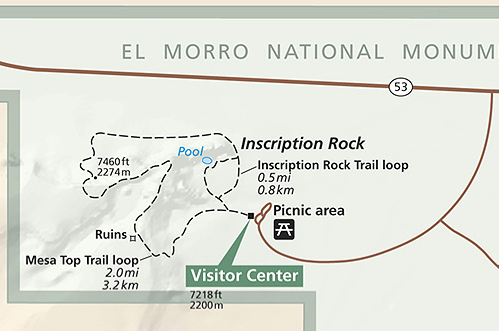 EL MORRO NATIONAL MONUM
53
Inscription Rock
Pool
7460 ft
2274 m
Inscription Rock Trail loop
0.5 mi
0.8 km
Picnic area
Ruins
Mesa Top Trail loop
2.0 mi
3.2 km
Visitor Center
7218 ft
2200 m